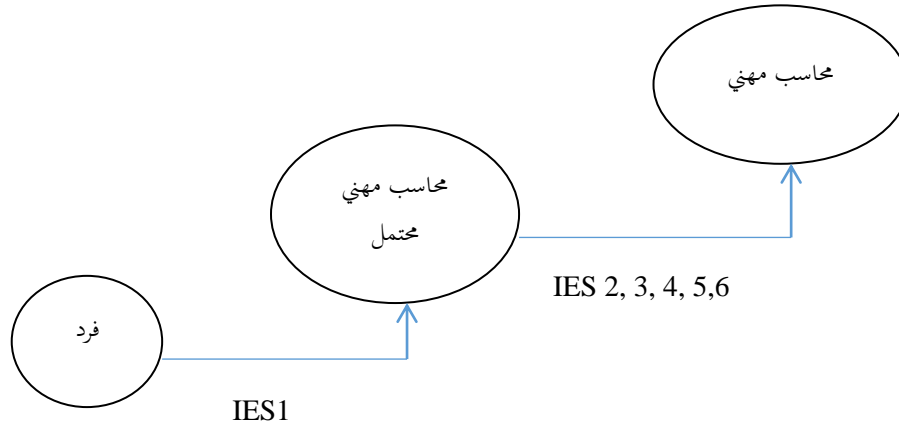 محاسب مهني
محاسب مهني
محتمل
IES 2, 3, 4, 5,6
فرد
IES1